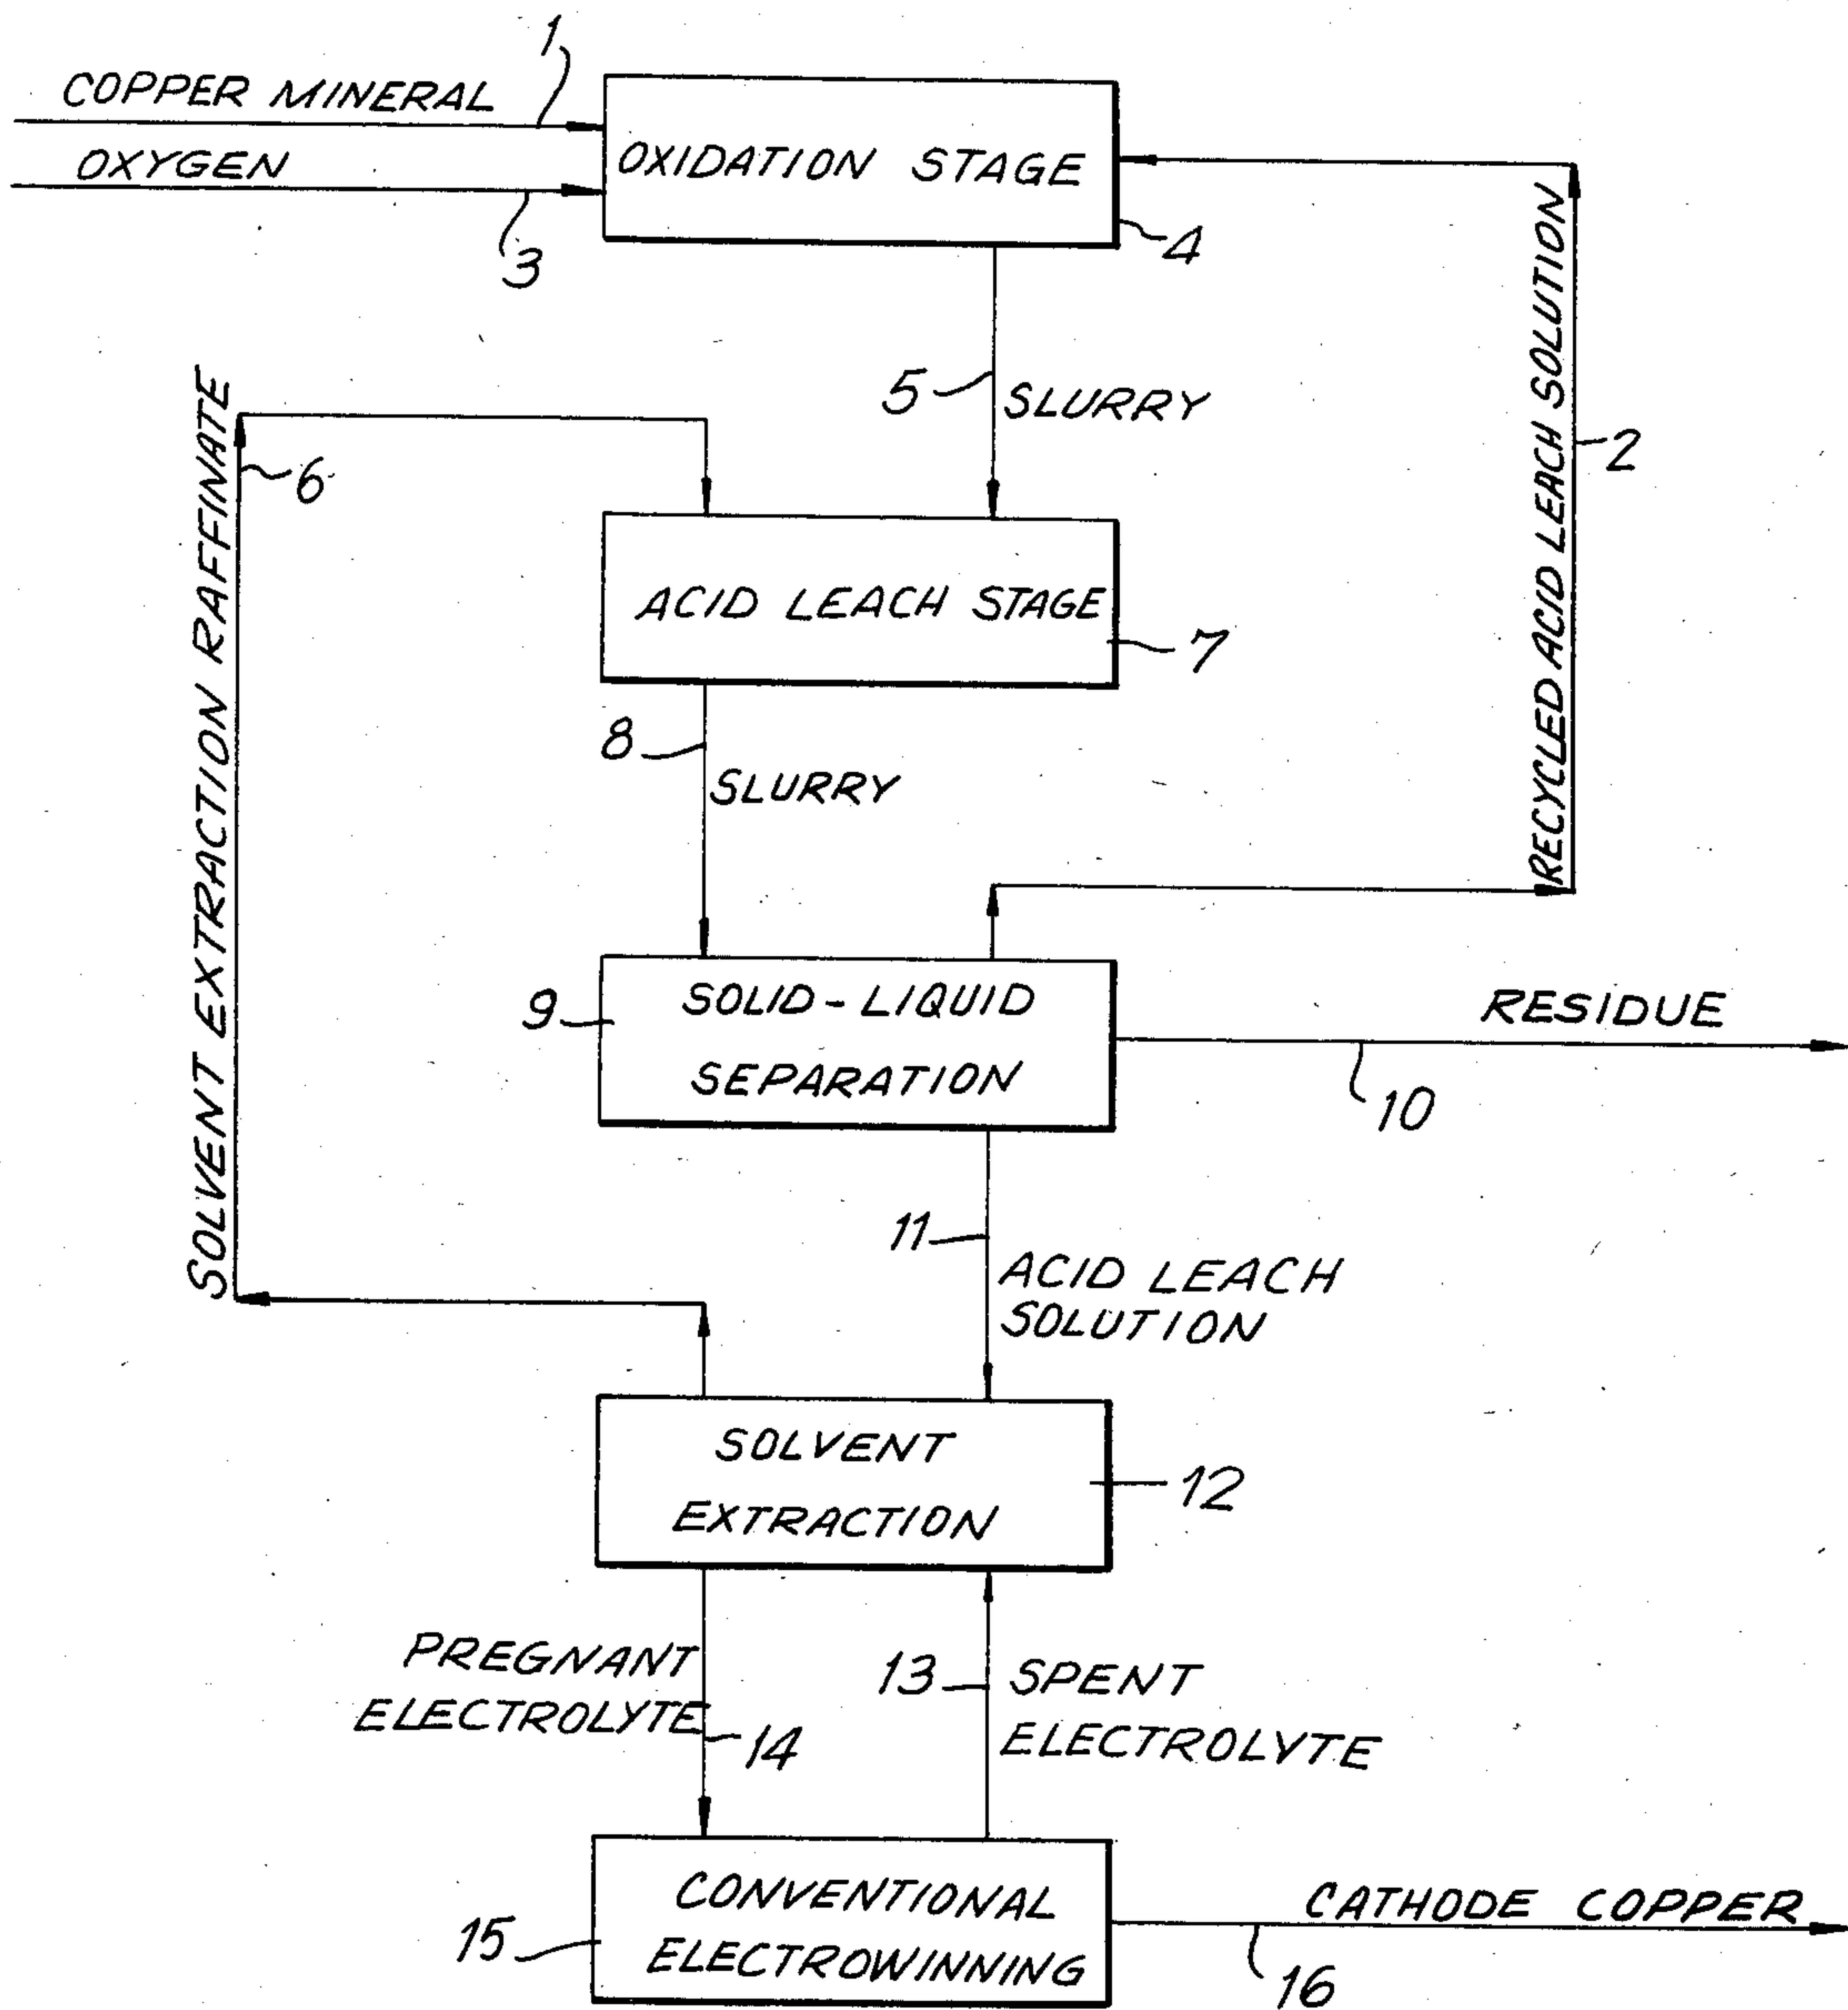 1
COPPER MINERAL
OXIDATION STAGE
OXYGEN
3
4
RECYCLED ACID LEACH SOLUTION
2
5
SLURRY
SOLVENT EXTRACTION RAFFINATE
6
ACID LEACH STAGE
7
8
SLURRY
9
SOLID-LIQUID
SEPARATION
RESIDUE
10
11
ACID LEACH
SOLUTION
SOLVENT
EXTRACTION
12
PREGNANT
ELECTROLYTE
14
13
SPENT
ELECTROLYTE
CONVENTIONAL
ELECTROWINNING
15
CATHODE COPPER
16